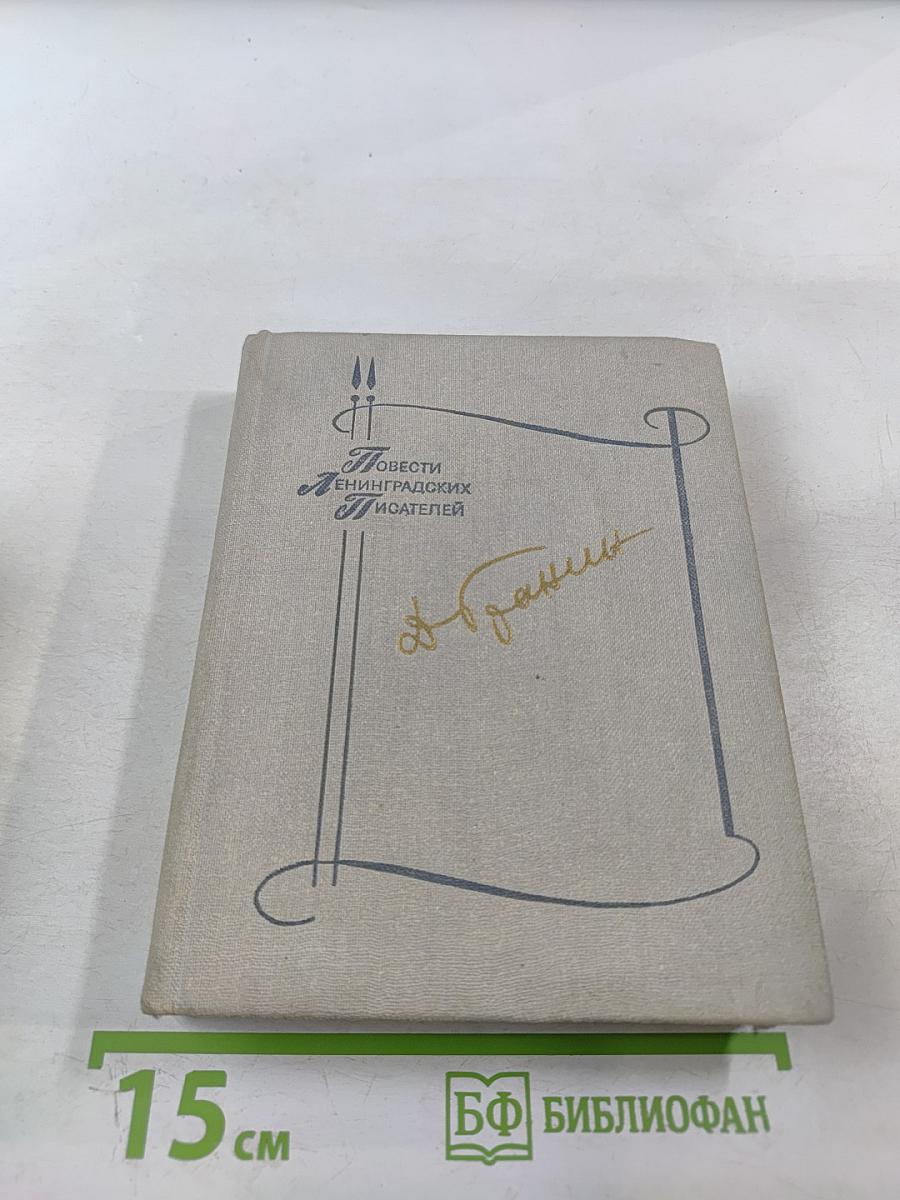 Повести
Ленинградских
Писателей
Д. Гранин
15 см
БФ БИБЛИОФАН